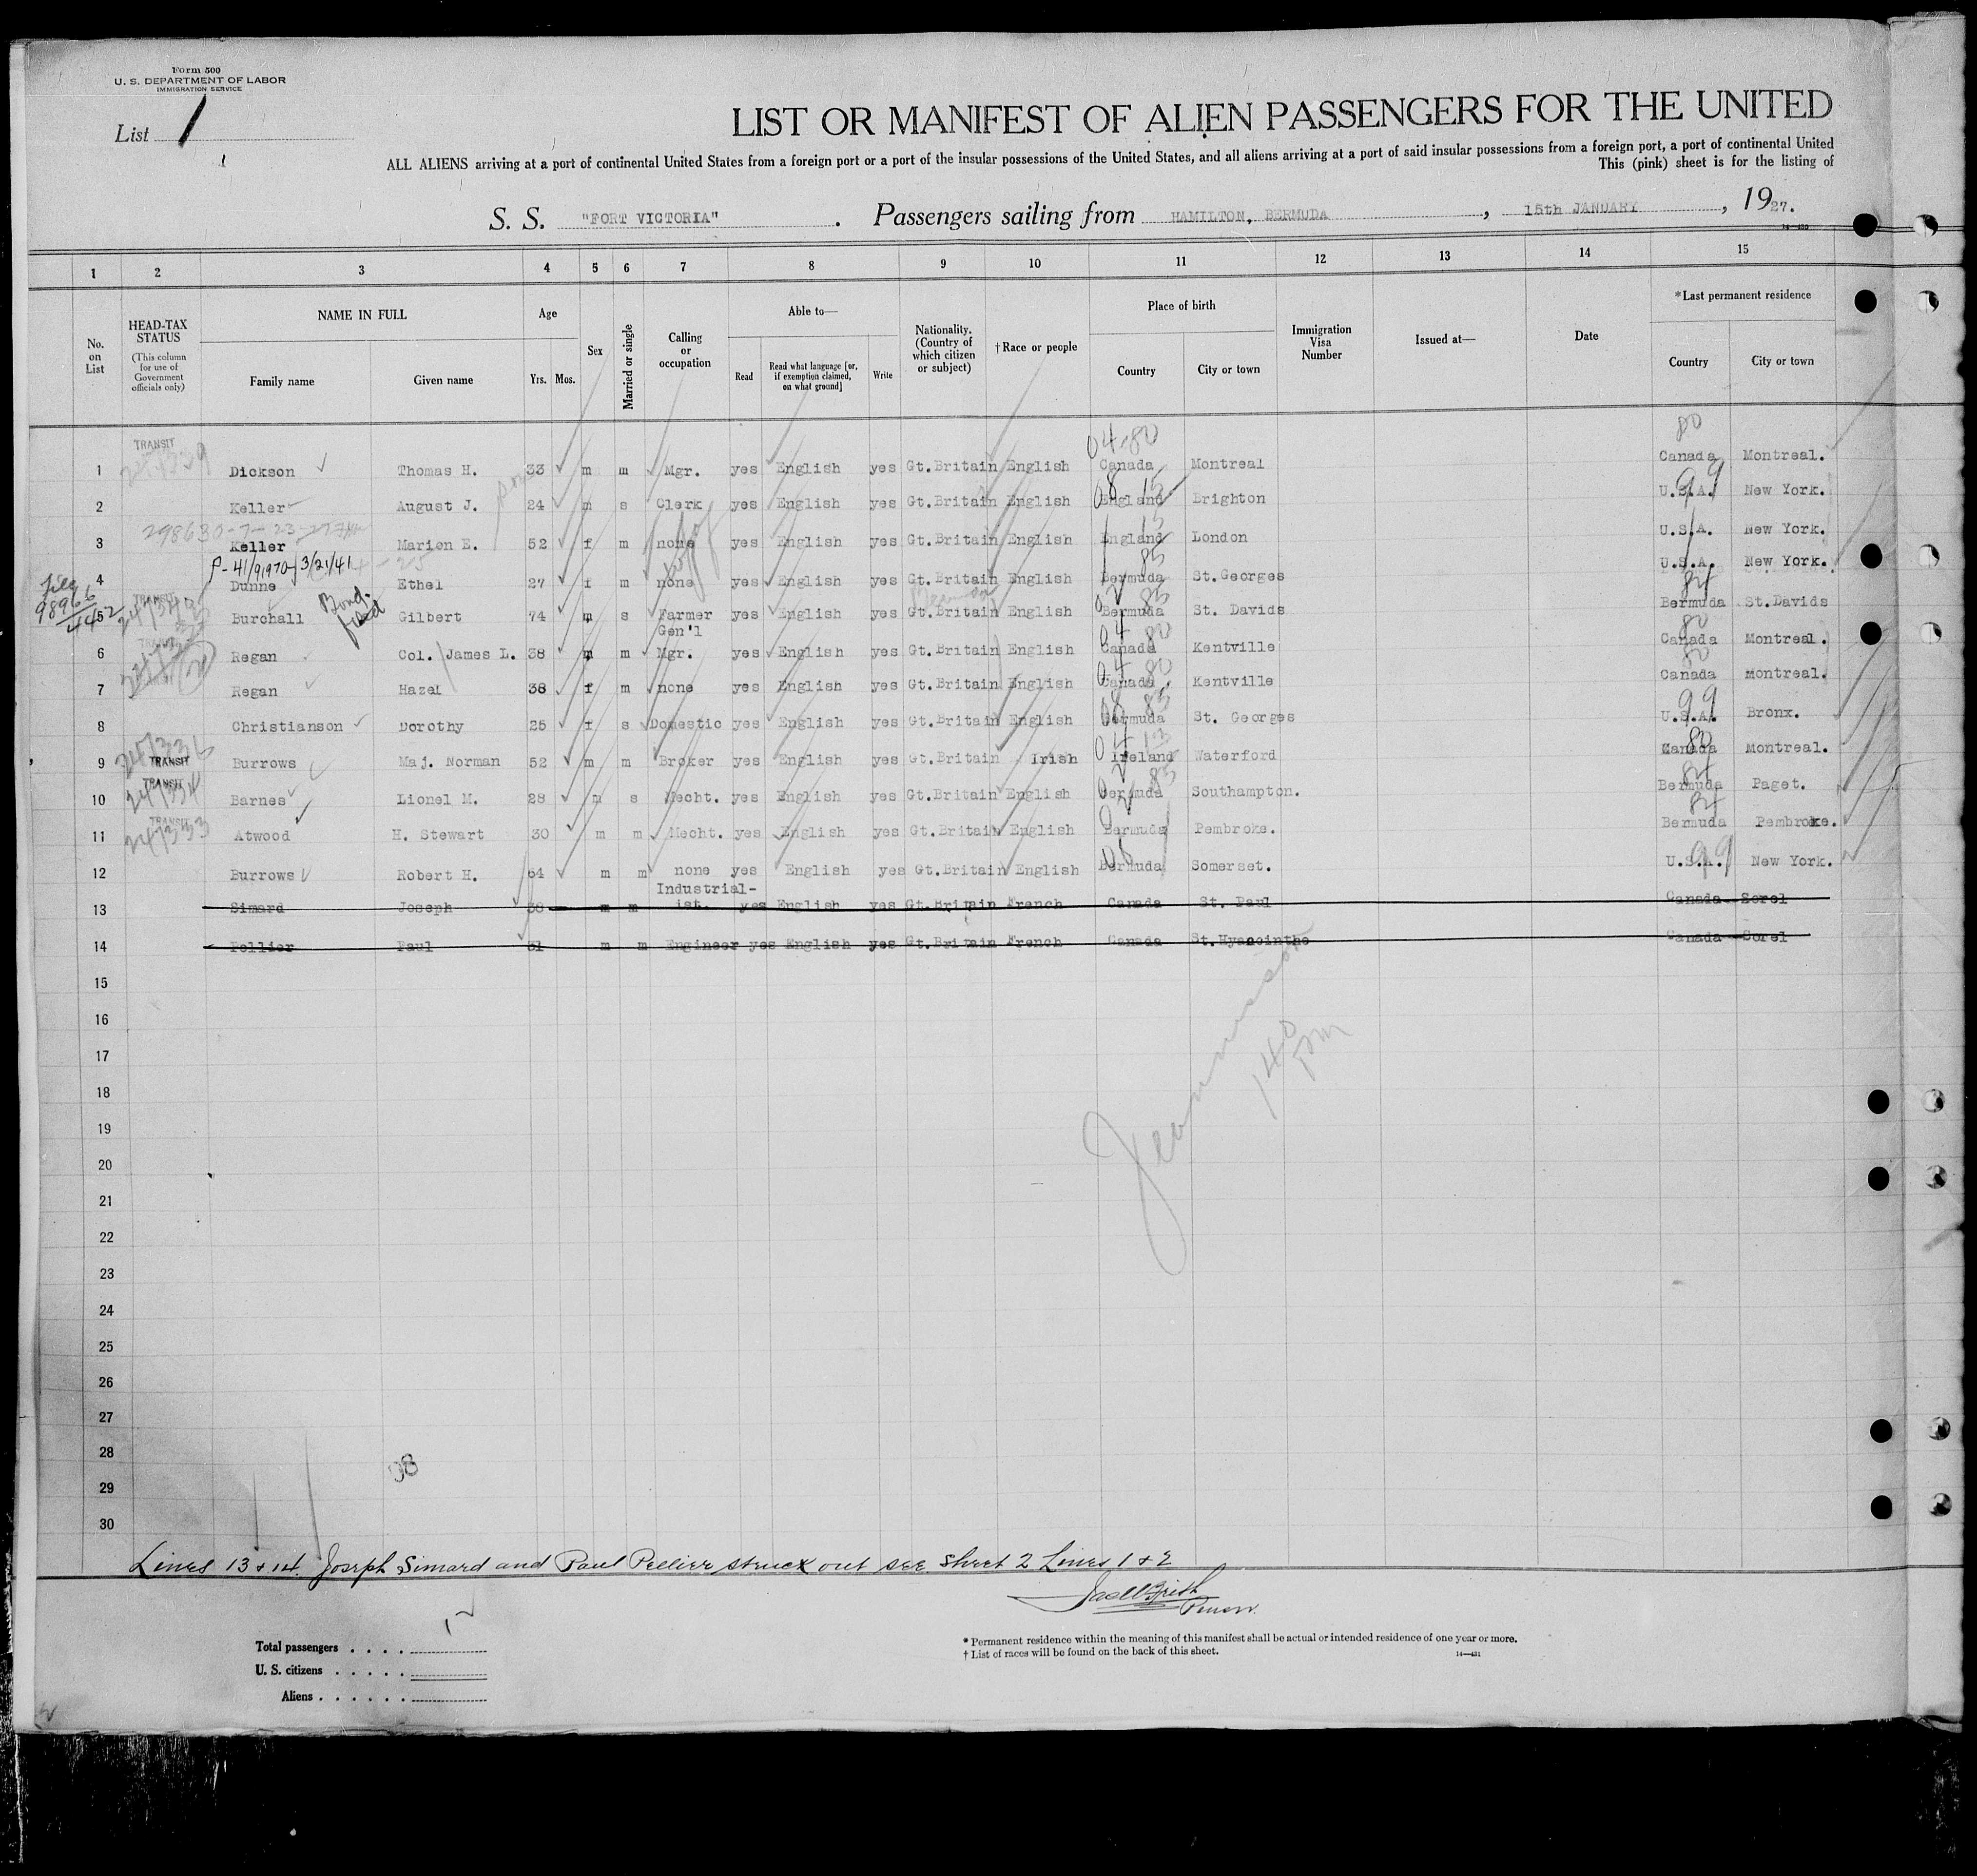 Form 500
U. S. DEPARTMENT OF LABOR
IMMIGRATION SERVICE
List 1
LIST OR MANIFEST OF ALIEN PASSENGERS FOR THE UNITED
ALL ALIENS arriving at a port of continental United States from a foreign port or a port of the insular possessions of the United States, and all aliens arriving at a port of said insular possessions from a foreign port, a port of continental United
This (pink) sheet is for the listing of
S. S. "FORT VICTORIA" . Passengers sailing from HAMILTON, BERMUDA , 15th JANUARY , 1927.
1 2 3 4 5 6 7 8 9 10 11 12 13 14 15
No. on List
HEAD-TAX STATUS
(This column for use of Government officials only)
NAME IN FULL
Family name Given name
Age
Yrs. Mos.
Sex
Married or single
Calling or occupation
Able to—
Read Read what language [or, if exemption claimed, on what ground] Write
Nationality. (Country of which citizen or subject)
†Race or people
Place of birth
Country City or town
Immigration Visa Number
Issued at—
Date
*Last permanent residence
Country City or town
04-80 80
TRANSIT
1 Dickson Thomas H. 33 m m Mgr. yes English yes Gt.Britain English Canada Montreal Canada Montreal.
2 Keller August J. 24 m s Clerk yes English yes Gt.Britain English England Brighton U.S.A. New York.
3 Keller Marion E. 52 f m none yes English yes Gt.Britain English England London U.S.A. New York.
4 Dunne Ethel 27 f m none yes English yes Gt.Britain English Bermuda St.Georges U.S.A. New York.
TRANSIT
5 Burchall Bond. Gilbert 74 m s Farmer yes English yes Gt.Britain English Bermuda St. Davids Bermuda St.Davids
Gen'l
6 Regan Col. James L. 38 m m Mgr. yes English yes Gt.Britain English Canada Kentville Canada Montreal.
7 Regan Hazel 38 f m none yes English yes Gt.Britain English Canada Kentville Canada Montreal.
8 Christianson Dorothy 25 f s Domestic yes English yes Gt.Britain English Bermuda St. Georges U.S.A. Bronx.
9 TRANSIT Burrows Maj. Norman 52 m m Broker yes English yes Gt.Britain Irish Ireland Waterford Canada Montreal.
TRANSIT
10 Barnes Lionel M. 28 m s Mecht. yes English yes Gt.Britain English Bermuda Southampton. Bermuda Paget.
TRANSIT
11 Atwood H. Stewart 30 m m Mecht. yes English yes Gt.Britain English Bermuda Pembroke. Bermuda Pembroke.
12 Burrows Robert H. 64 m m none yes English yes Gt.Britain English Bermuda Somerset. U.S.A. New York.
Industrial-
13 Simard Joseph 38 m m ist. yes English yes Gt.Britain French Canada St. Paul Canada Sorel
14 Pellier Paul 51 m m Engineer yes English yes Gt.Britain French Canada St.Hyacinthe Canada Sorel
15
16
17
18
19
20
21
22
23
24
25
26
27
28
29
30
140 pm
Lines 13 & 14. Joseph Simard and Paul Pellier struck out see sheet 2 Lines 1 & 2
Purser.
Total passengers . . . .
U. S. citizens . . . . .
Aliens . . . . . .
* Permanent residence within the meaning of this manifest shall be actual or intended residence of one year or more.
† List of races will be found on the back of this sheet.
14—431